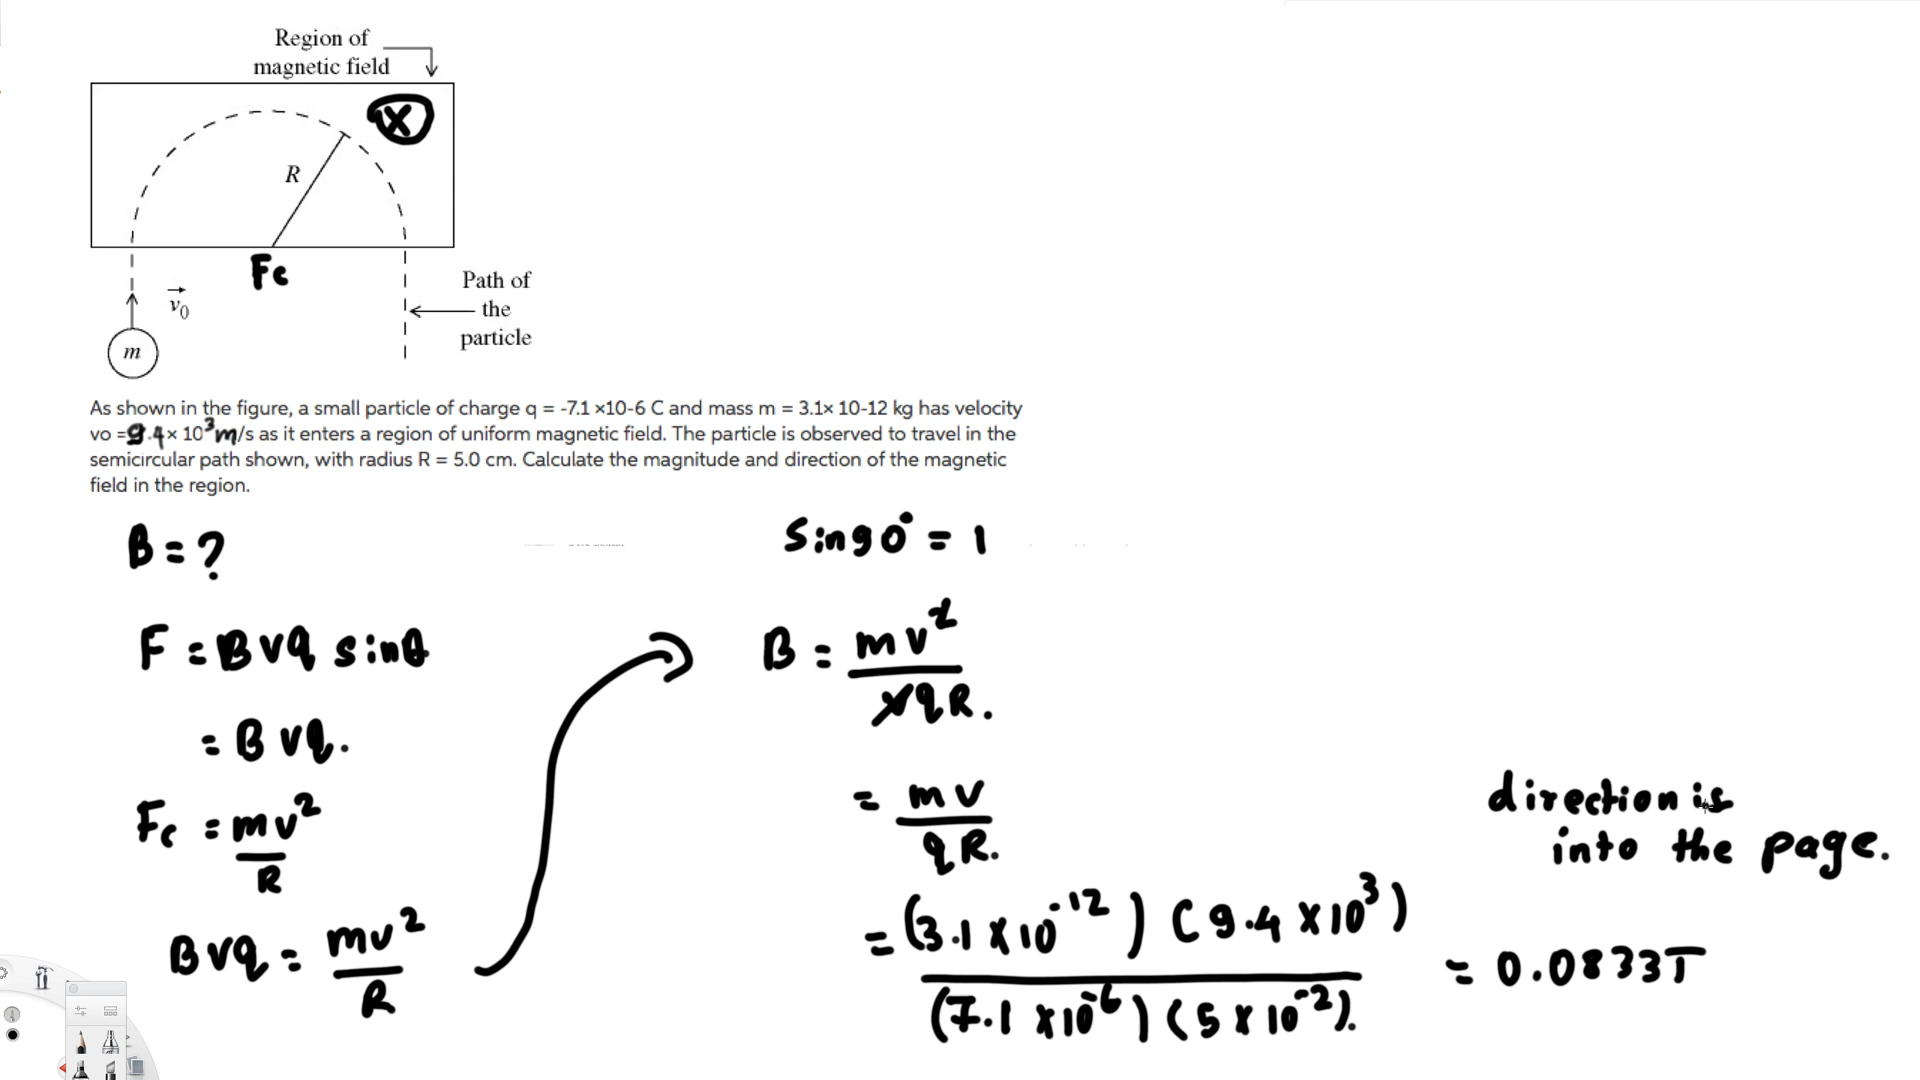 Region of
magnetic field
X
R
Fc
v0
m
Path of
the
particle
As shown in the figure, a small particle of charge q = -7.1 ×10-6 C and mass m = 3.1× 10-12 kg has velocity
vo =9.4× 10³m/s as it enters a region of uniform magnetic field. The particle is observed to travel in the
semicircular path shown, with radius R = 5.0 cm. Calculate the magnitude and direction of the magnetic
field in the region.
B = ?
F = Bvq sinθ
= Bvq.
Fc = mv²/R
Bvq = mv²/R
Sin90° = 1
B = mv²/vqR.
= mv/qR.
= (3.1 x 10⁻¹²) (9.4 x 10³)/(7.1 x 10⁻⁶) (5 x 10⁻²). = 0.0833T
direction is
into the page.